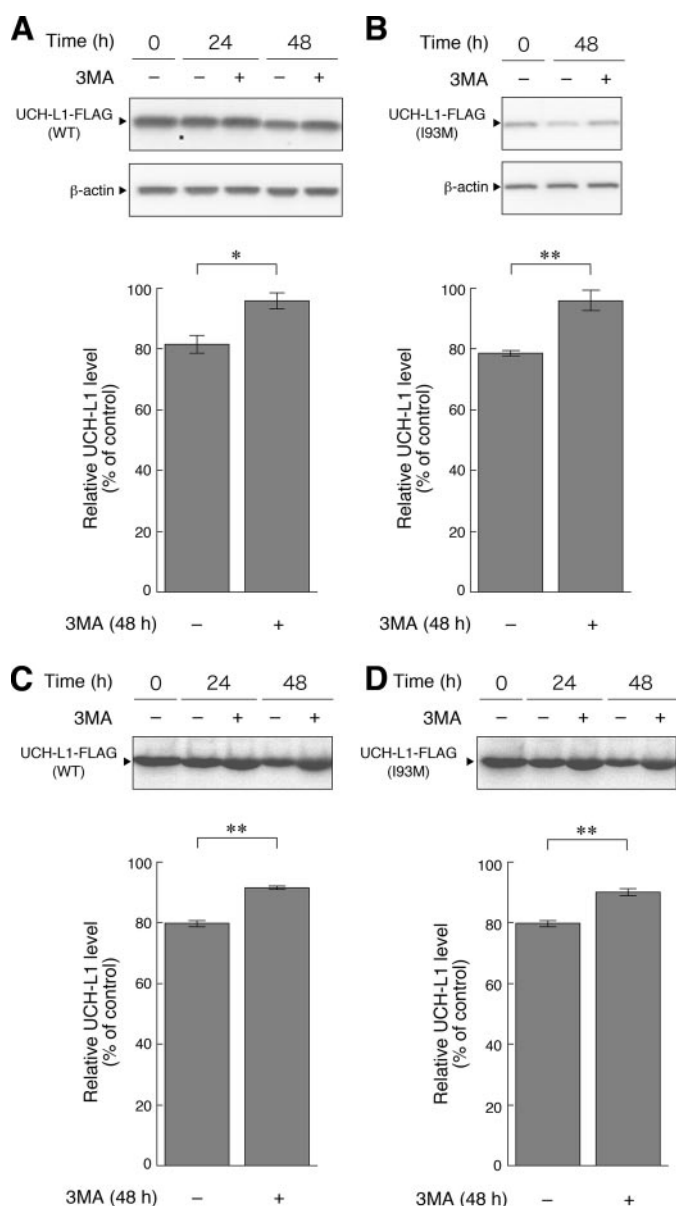 A
Time (h) 0 24 48
3MA – – + – +
UCH-L1-FLAG
(WT)
β-actin
*
100
80
60
40
20
0
Relative UCH-L1 level
(% of control)
3MA (48 h) – +
B
Time (h) 0 48
3MA – – +
UCH-L1-FLAG
(I93M)
β-actin
**
100
80
60
40
20
0
Relative UCH-L1 level
(% of control)
3MA (48 h) – +
C
Time (h) 0 24 48
3MA – – + – +
UCH-L1-FLAG
(WT)
**
100
80
60
40
20
0
Relative UCH-L1 level
(% of control)
3MA (48 h) – +
D
Time (h) 0 24 48
3MA – – + – +
UCH-L1-FLAG
(I93M)
**
100
80
60
40
20
0
Relative UCH-L1 level
(% of control)
3MA (48 h) – +